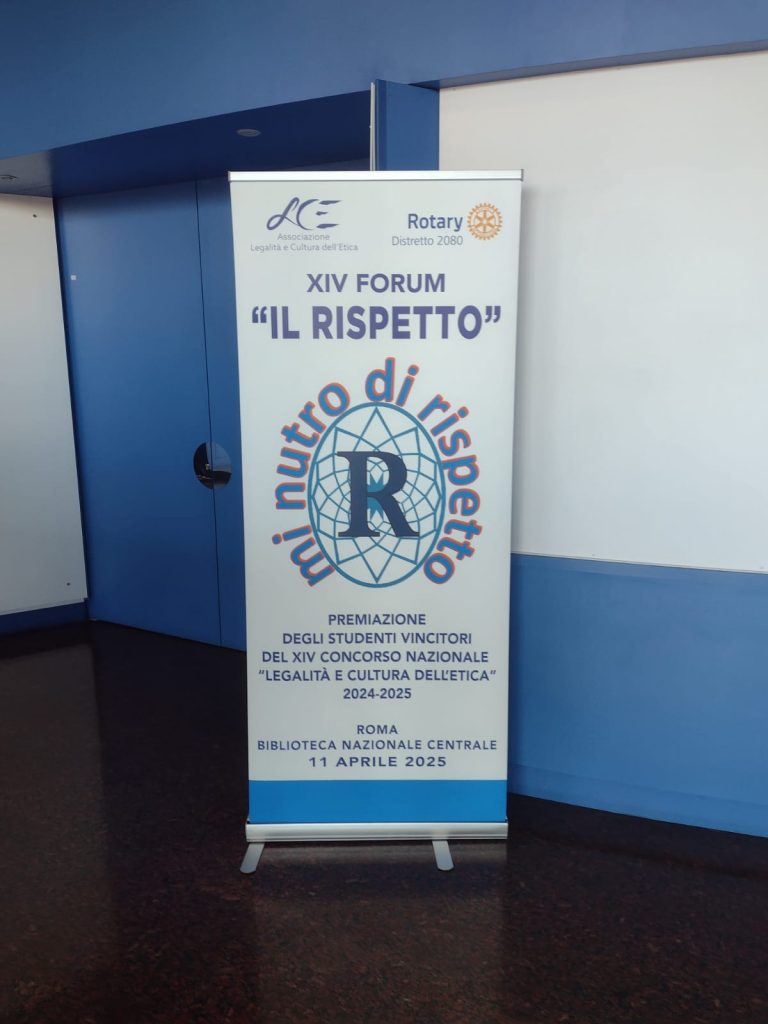 LCE
Associazione
Legalità e Cultura dell'Etica
Rotary
Distretto 2080
XIV FORUM
“IL RISPETTO”
mi nutro di rispetto
R
PREMIAZIONE
DEGLI STUDENTI VINCITORI
DEL XIV CONCORSO NAZIONALE
“LEGALITÀ E CULTURA DELL'ETICA”
2024-2025
ROMA
BIBLIOTECA NAZIONALE CENTRALE
11 APRILE 2025